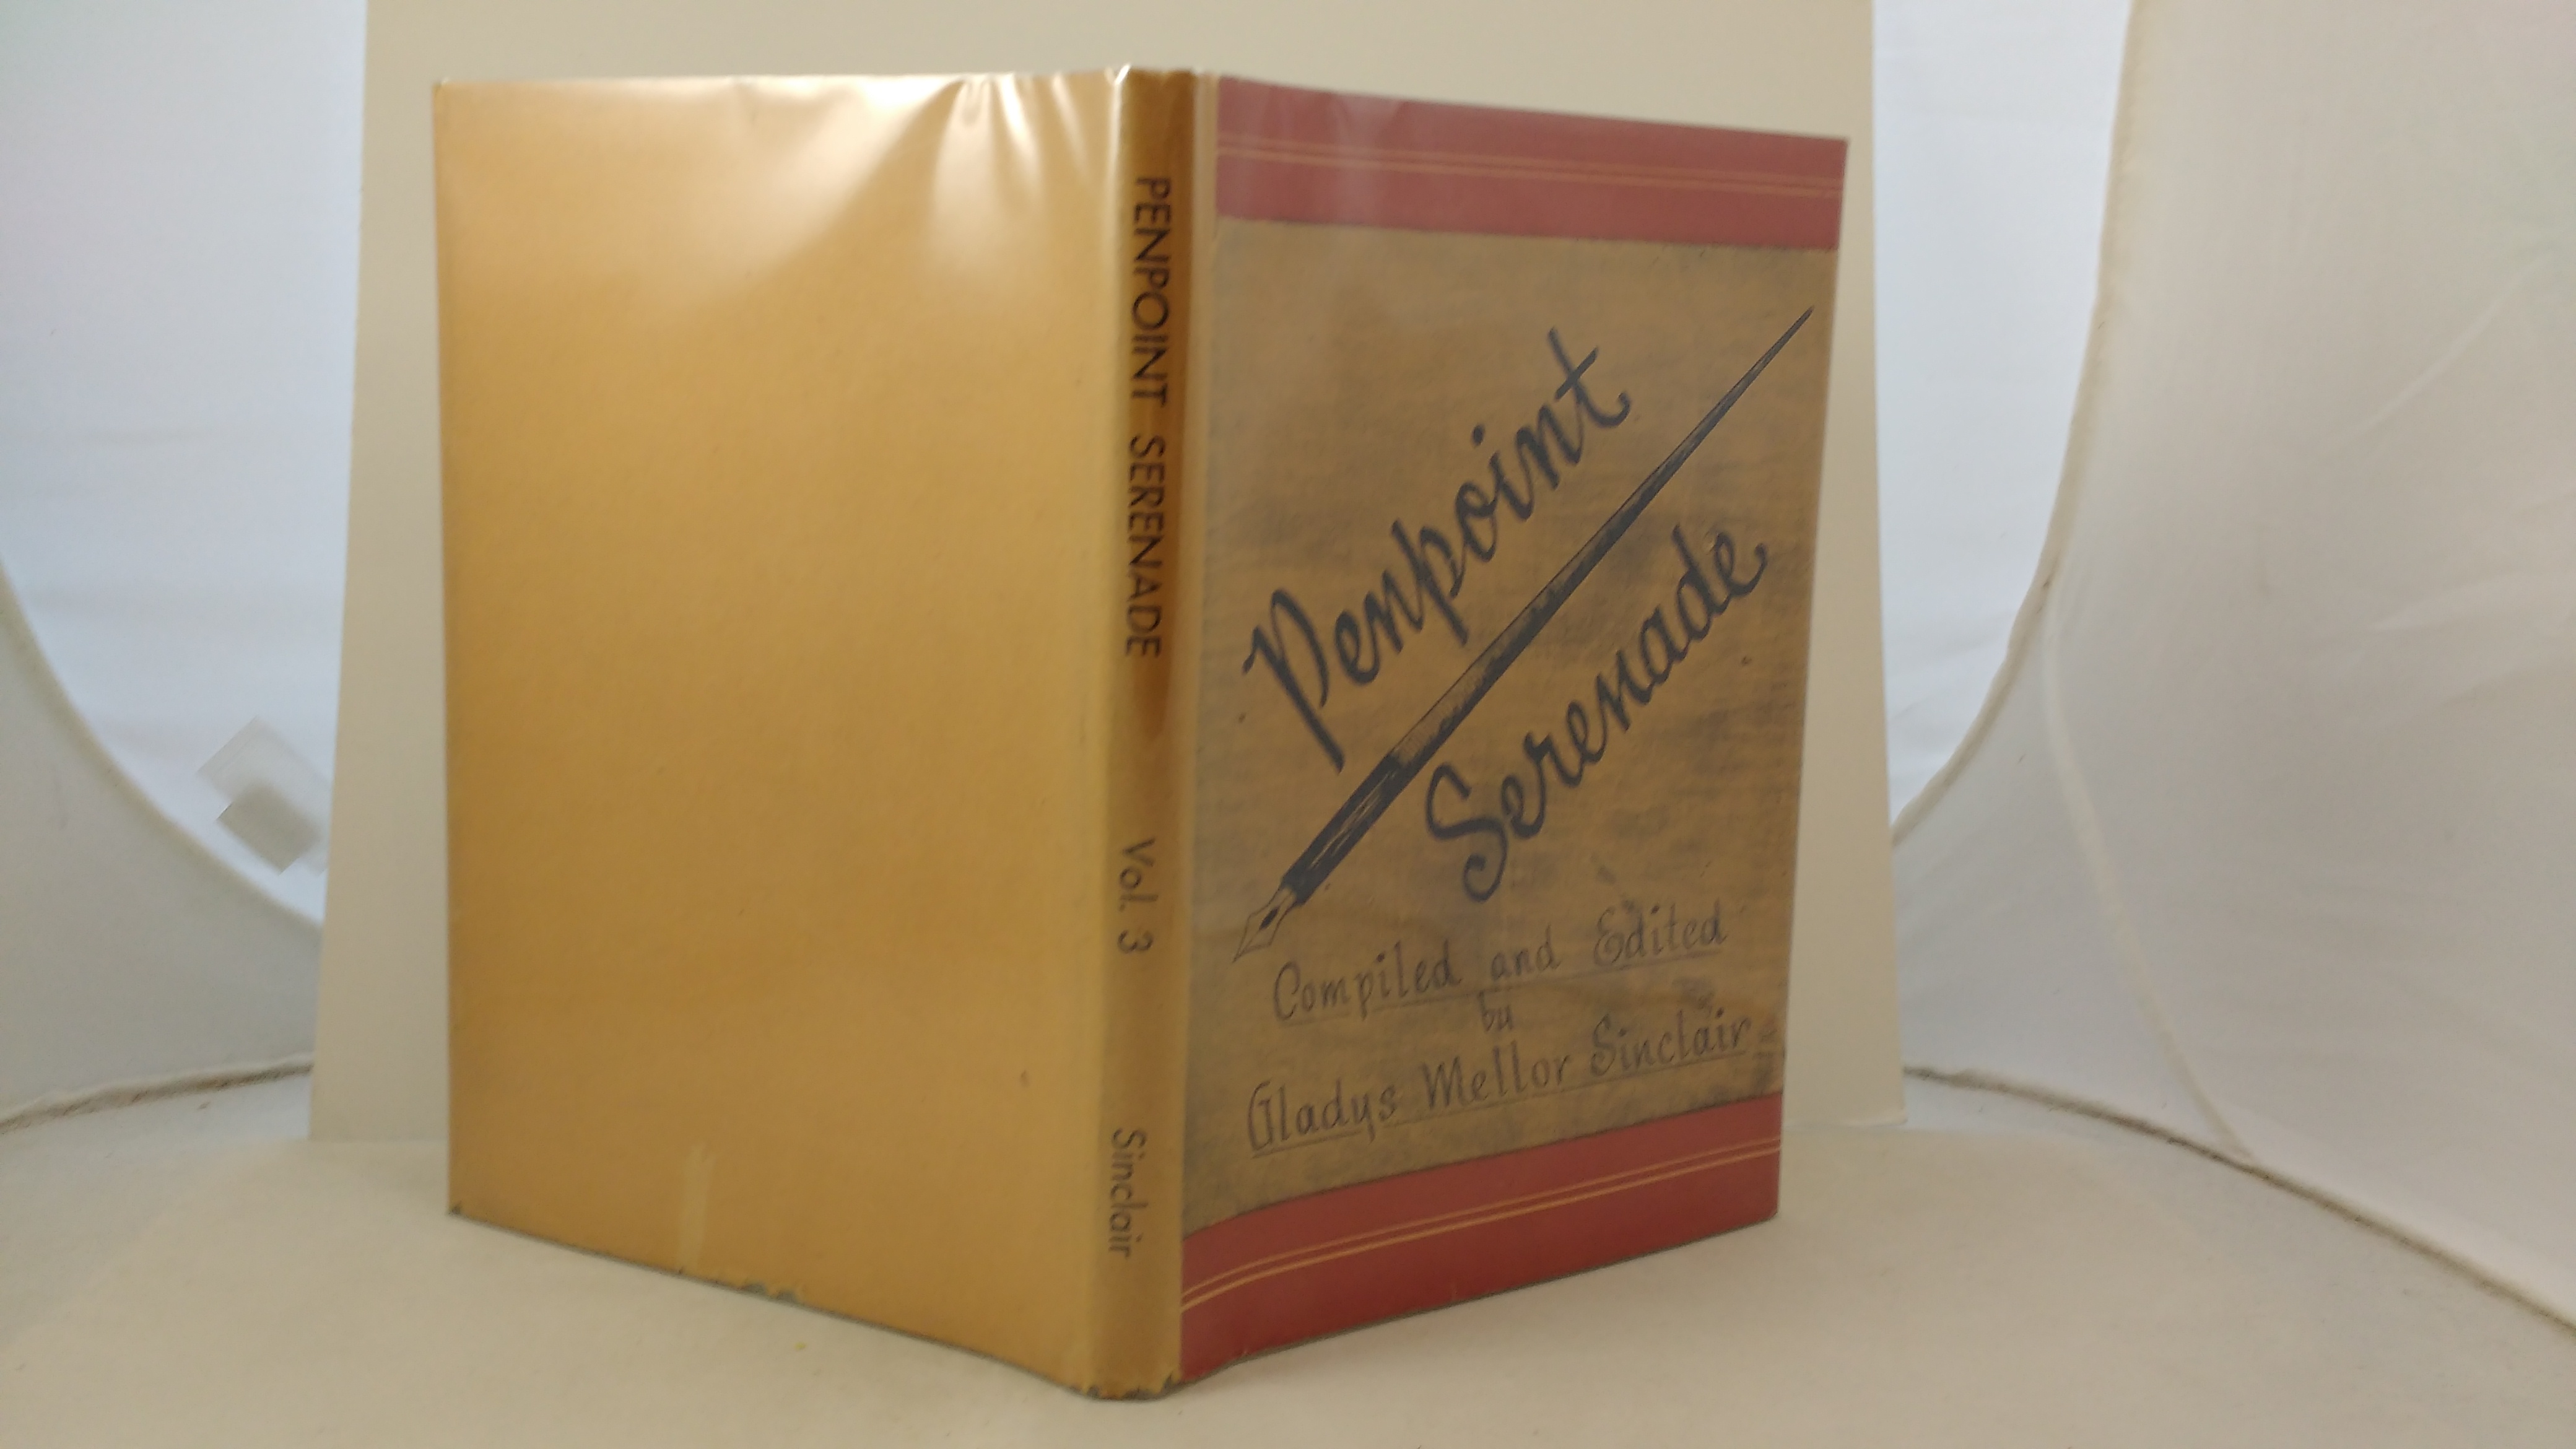 PENPOINT SERENADE Vol. 3 Sinclair
Penpoint
Serenade
Compiled and Edited
by
Gladys Mellor Sinclair